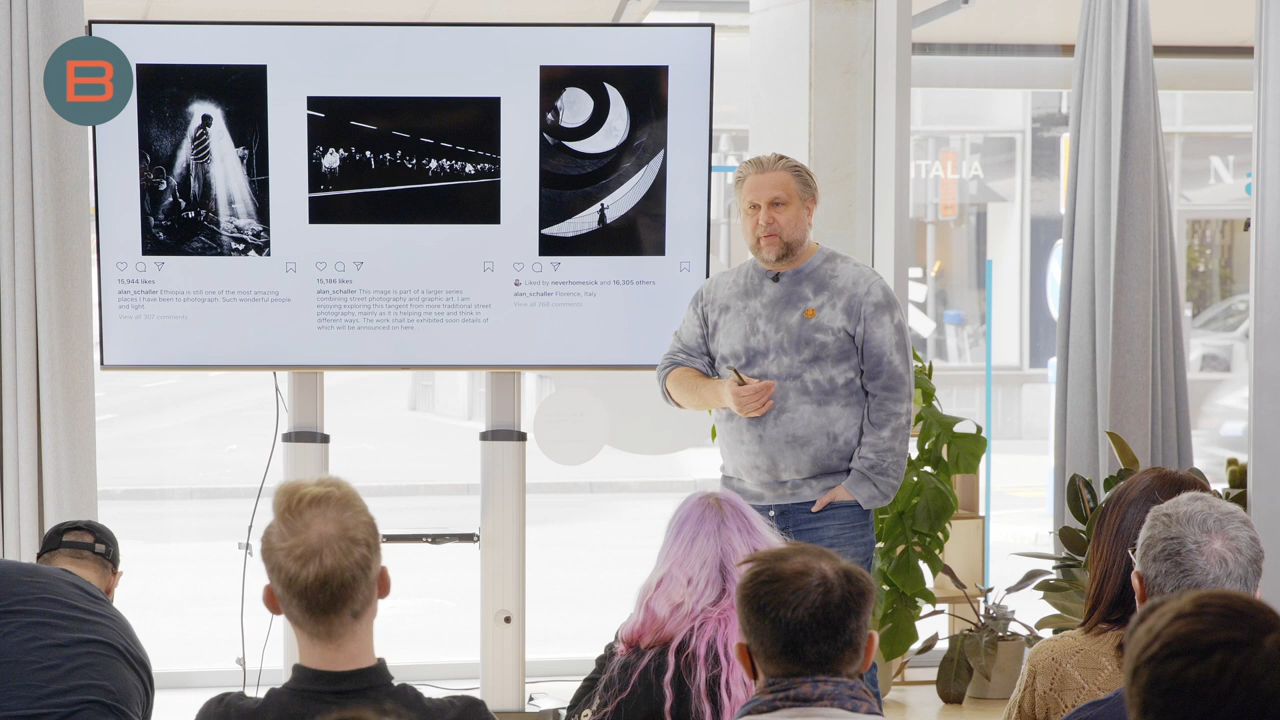 B
15,944 likes
alan_schaller Ethiopia is still one of the most amazing
places I have been to photograph. Such wonderful people
and light
View all 307 comments
15,186 likes
alan_schaller This image is part of a larger series
combining street photography and graphic art. I am
enjoying exploring this tangent from more traditional street
photography, mainly as it is helping me see and think in
different ways. The work shall be exhibited soon details of
which will be announced on here.
Liked by neverhomesick and 16,305 others
alan_schaller Florence, Italy
View all 268 comments
ITALIA
N